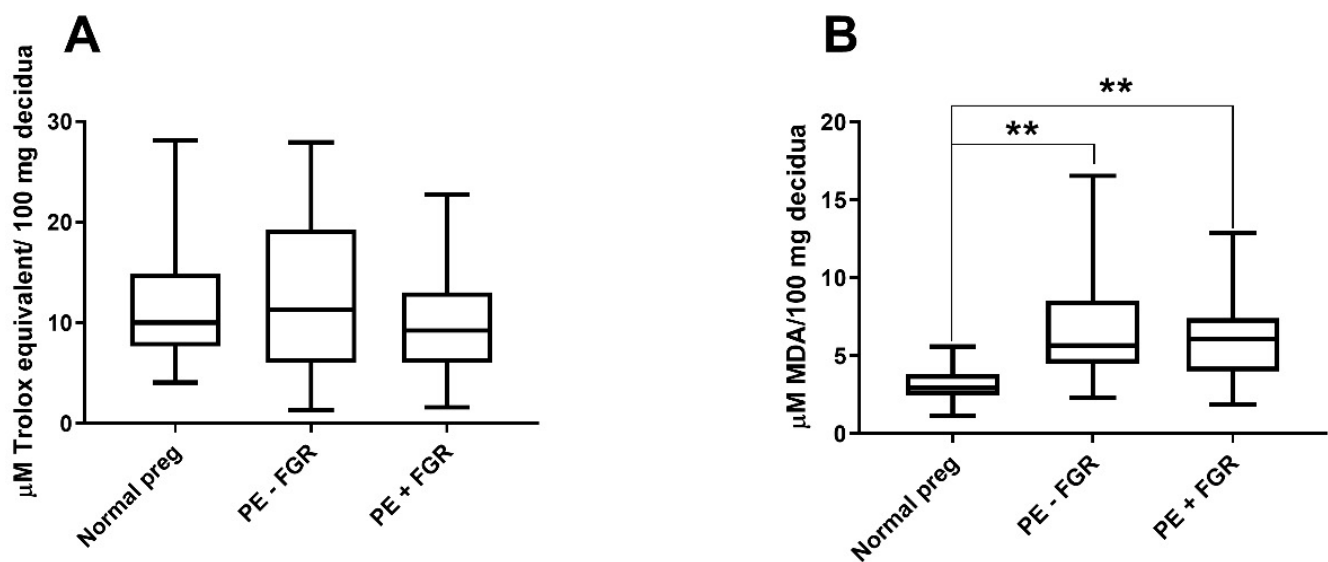 A
μM Trolox equivalent/ 100 mg decidua
30
20
10
0
Normal preg
PE - FGR
PE + FGR
B
μM MDA/100 mg decidua
20
15
10
5
0
**
**
Normal preg
PE - FGR
PE + FGR